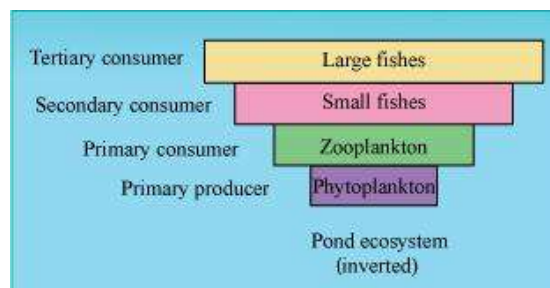 Tertiary consumer Large fishes
Secondary consumer Small fishes
Primary consumer Zooplankton
Primary producer Phytoplankton
Pond ecosystem
(inverted)